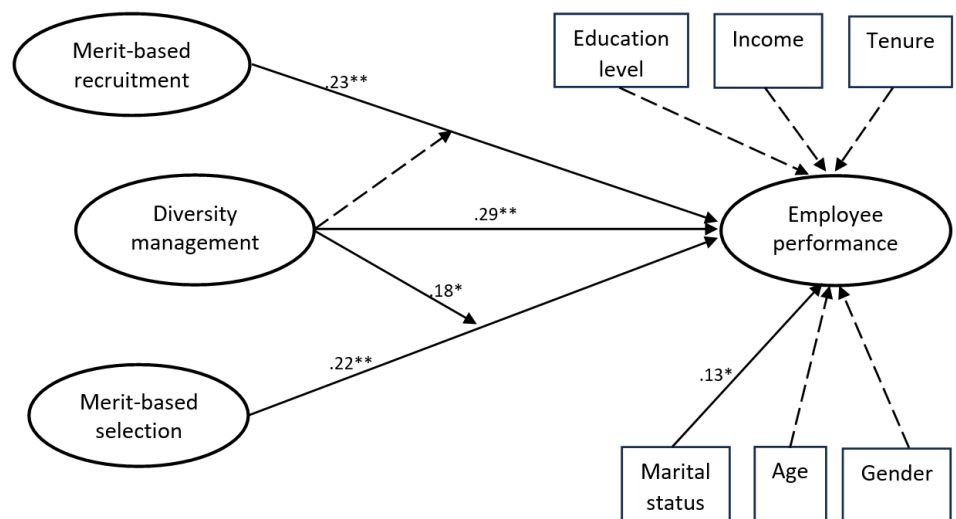 Merit-based
recruitment
.23**
Education
level
Income
Tenure
Diversity
management
.29**
Employee
performance
.18*
Merit-based
selection
.22**
.13*
Marital
status
Age
Gender